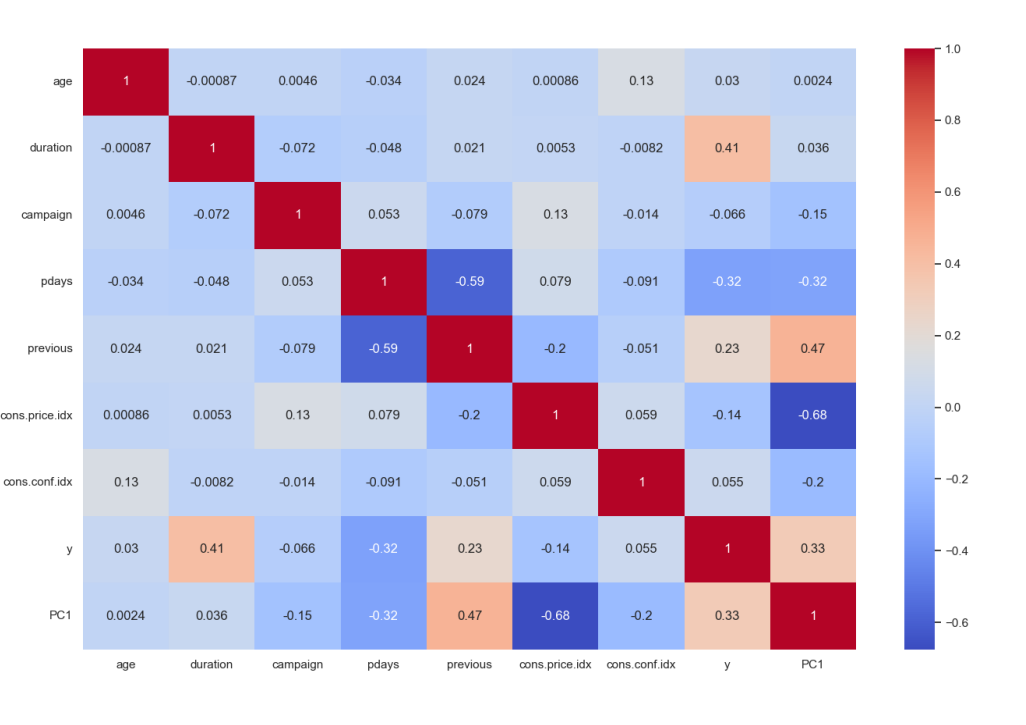 1.0
age 1 -0.00087 0.0046 -0.034 0.024 0.00086 0.13 0.03 0.0024
0.8
duration -0.00087 1 -0.072 -0.048 0.021 0.0053 -0.0082 0.41 0.036
0.6
campaign 0.0046 -0.072 1 0.053 -0.079 0.13 -0.014 -0.066 -0.15
0.4
pdays -0.034 -0.048 0.053 1 -0.59 0.079 -0.091 -0.32 -0.32
0.2
previous 0.024 0.021 -0.079 -0.59 1 -0.2 -0.051 0.23 0.47
0.0
cons.price.idx 0.00086 0.0053 0.13 0.079 -0.2 1 0.059 -0.14 -0.68
−0.2
cons.conf.idx 0.13 -0.0082 -0.014 -0.091 -0.051 0.059 1 0.055 -0.2
−0.4
y 0.03 0.41 -0.066 -0.32 0.23 -0.14 0.055 1 0.33
−0.6
PC1 0.0024 0.036 -0.15 -0.32 0.47 -0.68 -0.2 0.33 1
age duration campaign pdays previous cons.price.idx cons.conf.idx y PC1